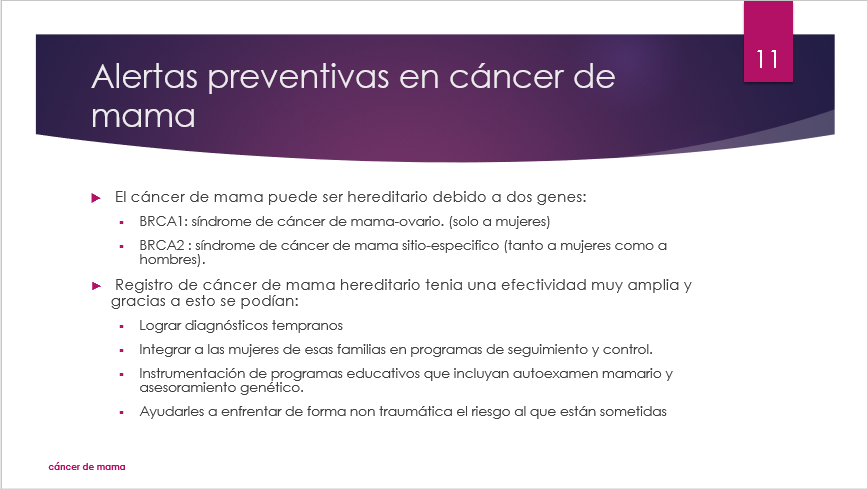 11
Alertas preventivas en cáncer de
mama
El cáncer de mama puede ser hereditario debido a dos genes:
BRCA1: síndrome de cáncer de mama-ovario. (solo a mujeres)
BRCA2 : síndrome de cáncer de mama sitio-especifico (tanto a mujeres como a
hombres).
Registro de cáncer de mama hereditario tenia una efectividad muy amplia y
gracias a esto se podían:
Lograr diagnósticos tempranos
Integrar a las mujeres de esas familias en programas de seguimiento y control.
Instrumentación de programas educativos que incluyan autoexamen mamario y
asesoramiento genético.
Ayudarles a enfrentar de forma non traumática el riesgo al que están sometidas
cáncer de mama